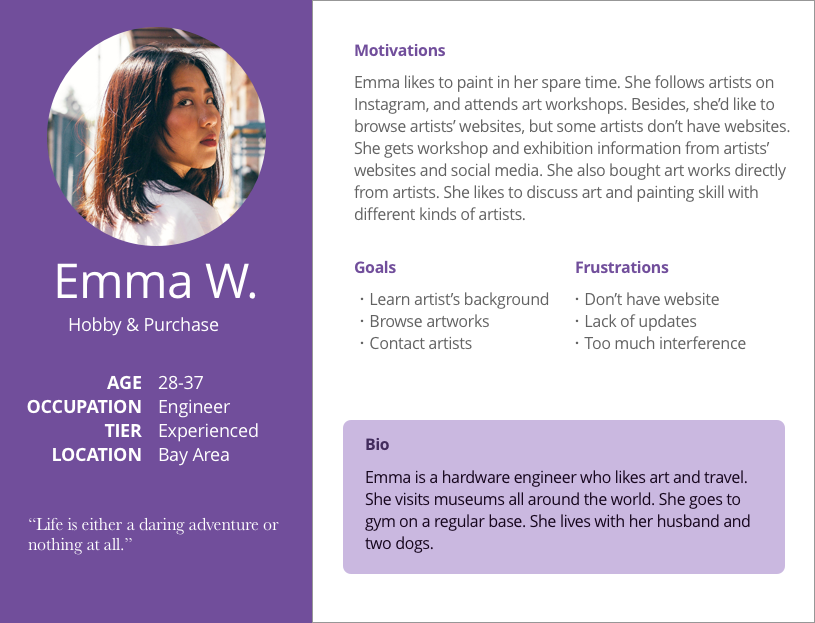 Emma W.
Hobby & Purchase
AGE 28-37
OCCUPATION Engineer
TIER Experienced
LOCATION Bay Area
“Life is either a daring adventure or
nothing at all.”
Motivations
Emma likes to paint in her spare time. She follows artists on
Instagram, and attends art workshops. Besides, she’d like to
browse artists’ websites, but some artists don’t have websites.
She gets workshop and exhibition information from artists’
websites and social media. She also bought art works directly
from artists. She likes to discuss art and painting skill with
different kinds of artists.
Goals
· Learn artist’s background
· Browse artworks
· Contact artists
Frustrations
· Don’t have website
· Lack of updates
· Too much interference
Bio
Emma is a hardware engineer who likes art and travel.
She visits museums all around the world. She goes to
gym on a regular base. She lives with her husband and
two dogs.